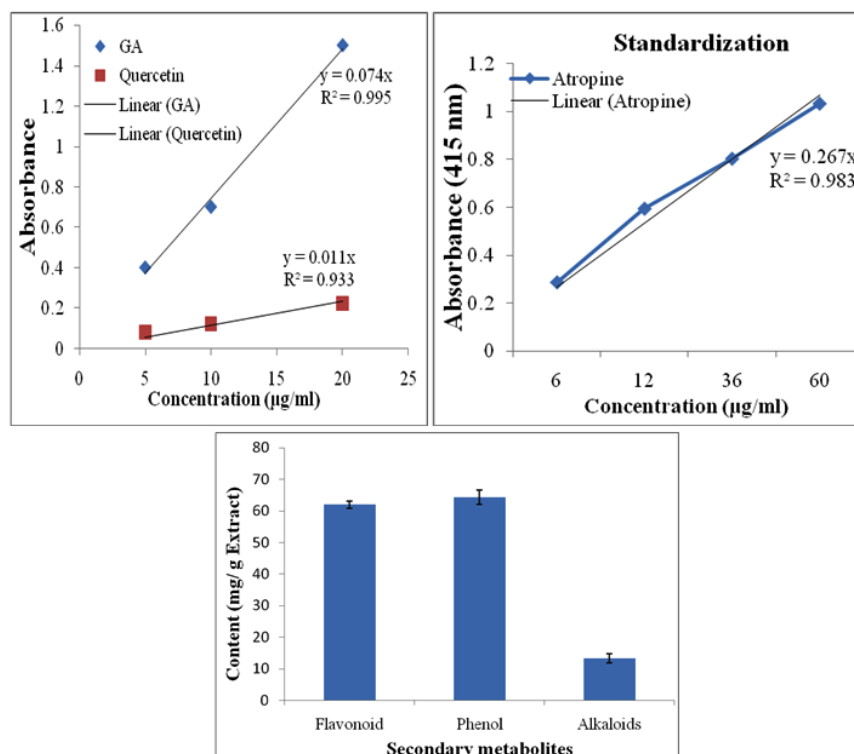 1.6
1.4
1.2
1
0.8
0.6
0.4
0.2
0
Absorbance
GA
Quercetin
Linear (GA)
Linear (Quercetin)
y = 0.074x
R² = 0.995
y = 0.011x
R² = 0.933
0 5 10 15 20 25
Concentration (µg/ml)
Standardization
1.2
1
0.8
0.6
0.4
0.2
0
Absorbance (415 nm)
Atropine
Linear (Atropine)
y = 0.267x
R² = 0.983
6 12 36 60
Concentration (µg/ml)
80
70
60
50
40
30
20
10
0
Content (mg/ g Extract)
Flavonoid Phenol Alkaloids
Secondary metabolites